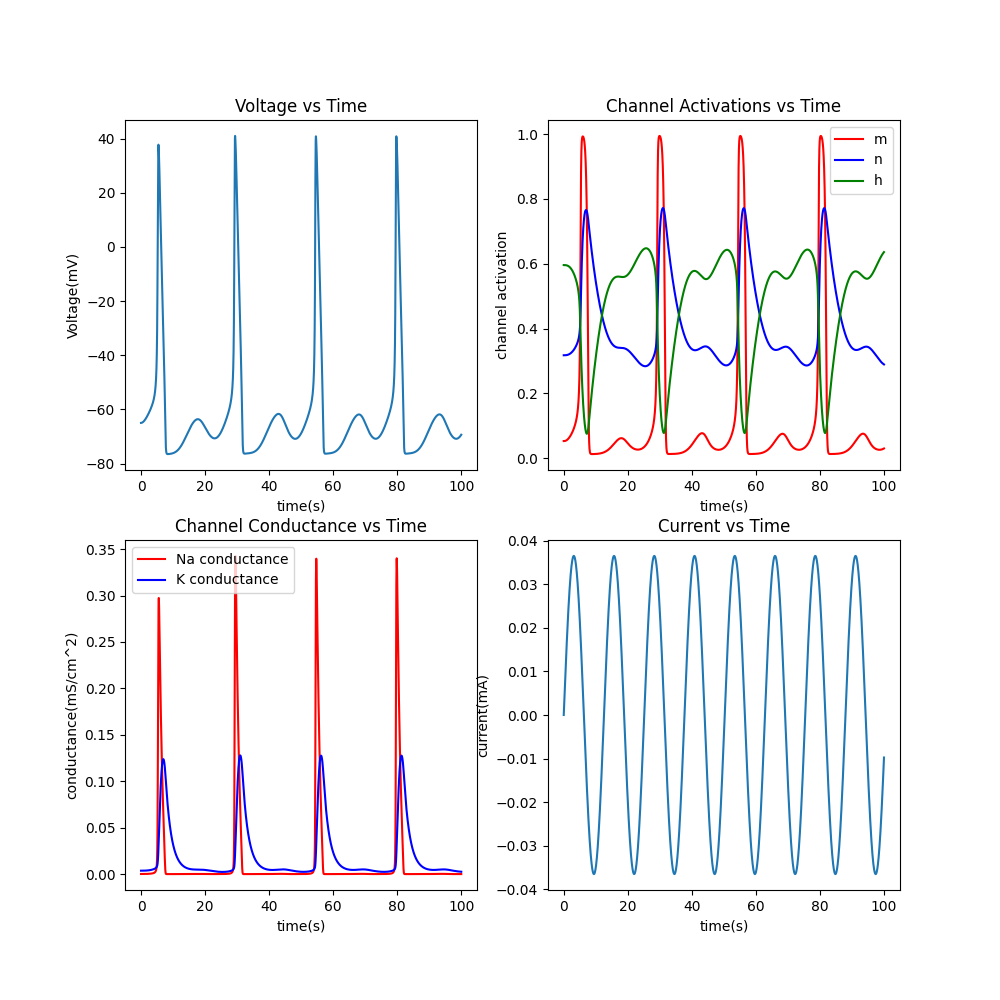 Voltage vs Time
Voltage(mV)
40
20
0
−20
−40
−60
−80
0 20 40 60 80 100
time(s)
Channel Activations vs Time
channel activation
1.0
0.8
0.6
0.4
0.2
0.0
m
n
h
0 20 40 60 80 100
time(s)
Channel Conductance vs Time
conductance(mS/cm^2)
0.35
0.30
0.25
0.20
0.15
0.10
0.05
0.00
Na conductance
K conductance
0 20 40 60 80 100
time(s)
Current vs Time
current(mA)
0.04
0.03
0.02
0.01
0.00
−0.01
−0.02
−0.03
−0.04
0 20 40 60 80 100
time(s)